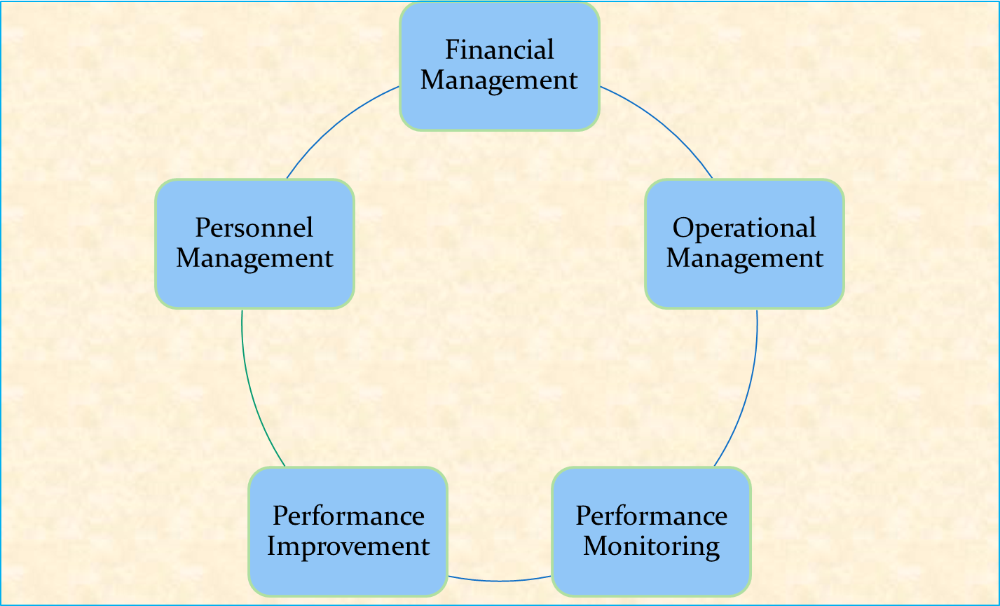 Financial
Management
Operational
Management
Performance
Monitoring
Performance
Improvement
Personnel
Management